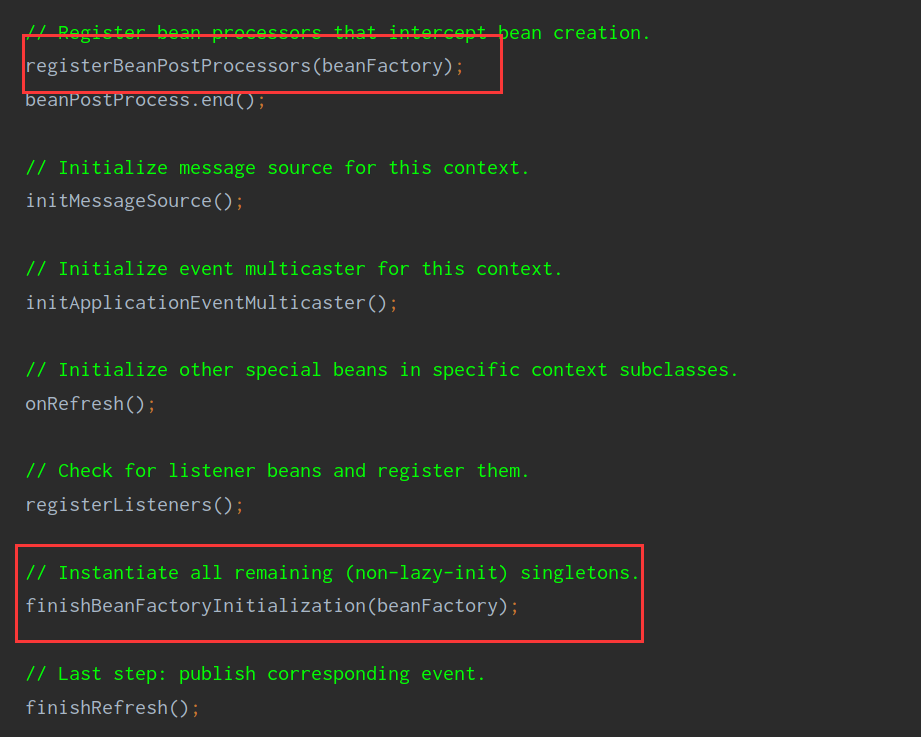 // Register bean processors that intercept bean creation.
registerBeanPostProcessors(beanFactory);
beanPostProcess.end();
// Initialize message source for this context.
initMessageSource();
// Initialize event multicaster for this context.
initApplicationEventMulticaster();
// Initialize other special beans in specific context subclasses.
onRefresh();
// Check for listener beans and register them.
registerListeners();
// Instantiate all remaining (non-lazy-init) singletons.
finishBeanFactoryInitialization(beanFactory);
// Last step: publish corresponding event.
finishRefresh();